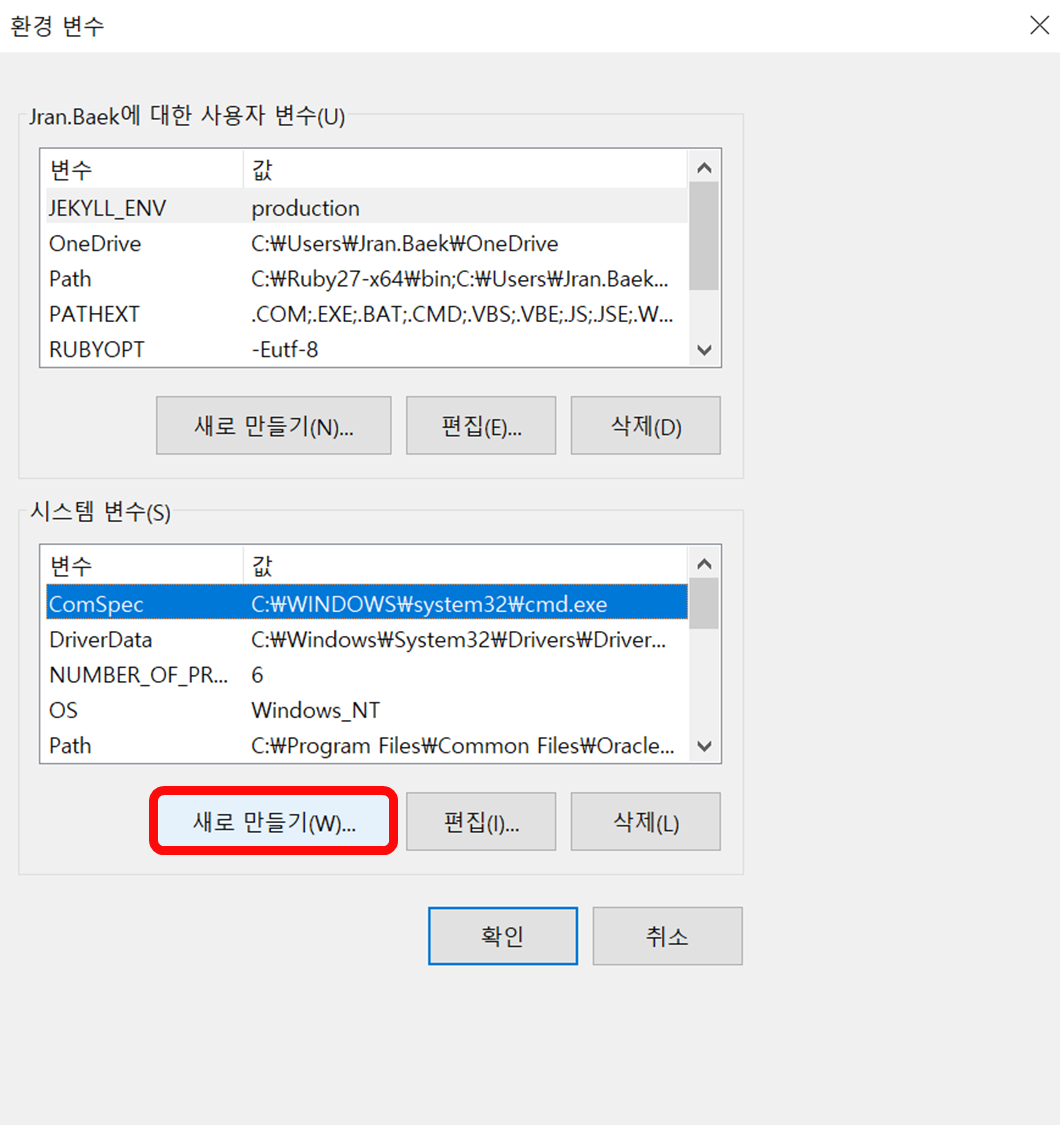 환경 변수
Jran.Baek에 대한 사용자 변수(U)
변수 값
JEKYLL_ENV production
OneDrive C:₩Users₩Jran.Baek₩OneDrive
Path C:₩Ruby27-x64₩bin;C:₩Users₩Jran.Baek...
PATHEXT .COM;.EXE;.BAT;.CMD;.VBS;.VBE;.JS;.JSE;.W...
RUBYOPT -Eutf-8
새로 만들기(N)... 편집(E)... 삭제(D)
시스템 변수(S)
변수 값
ComSpec C:₩WINDOWS₩system32₩cmd.exe
DriverData C:₩Windows₩System32₩Drivers₩Driver...
NUMBER_OF_PR... 6
OS Windows_NT
Path C:₩Program Files₩Common Files₩Oracle...
새로 만들기(W)... 편집(I)... 삭제(L)
확인 취소